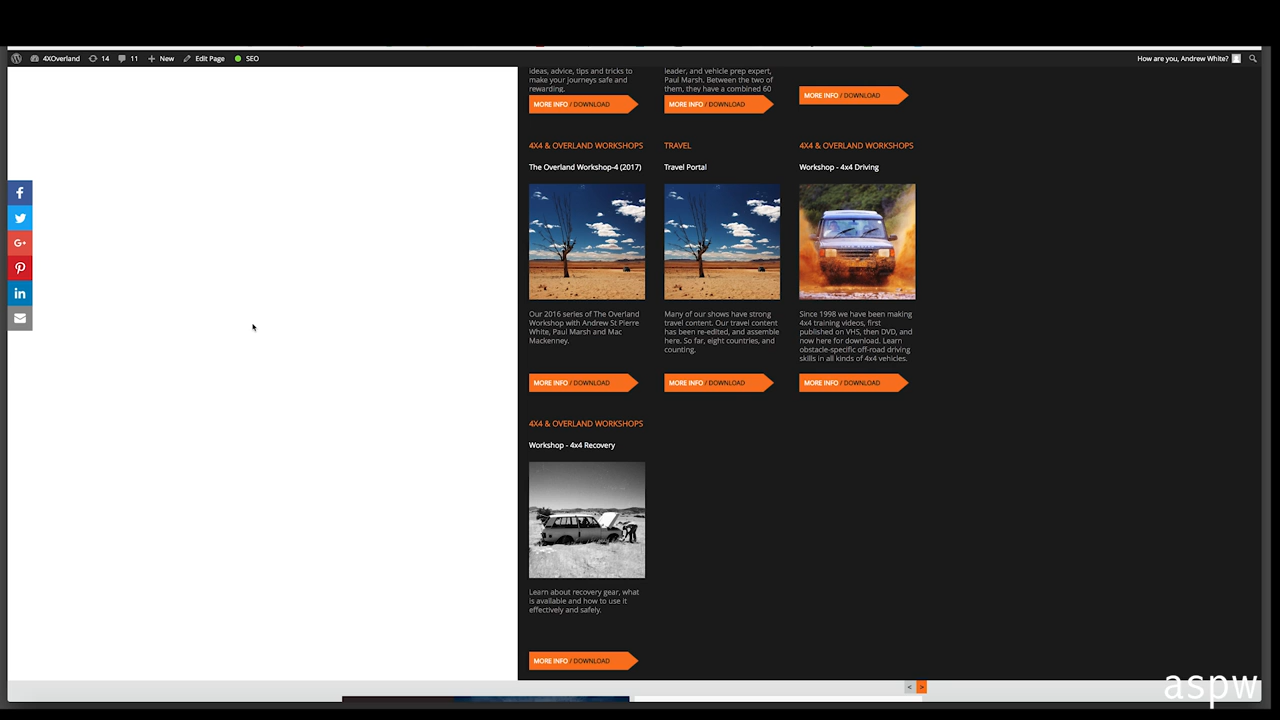 4XOverland 14 11 New Edit Page SEO How are you, Andrew White?
ideas, advice, tips and tricks to
make your journeys safe and
rewarding.
MORE INFO / DOWNLOAD
leader, and vehicle prep expert,
Paul Marsh. Between the two of
them, they have a combined 60
MORE INFO / DOWNLOAD
MORE INFO / DOWNLOAD
4X4 & OVERLAND WORKSHOPS
The Overland Workshop-4 (2017)
Our 2016 series of The Overland
Workshop with Andrew St Pierre
White, Paul Marsh and Mac
Mackenney.
MORE INFO / DOWNLOAD
TRAVEL
Travel Portal
Many of our shows have strong
travel content. Our travel content
has been re-edited, and assemble
here. So far, eight countries, and
counting.
MORE INFO / DOWNLOAD
4X4 & OVERLAND WORKSHOPS
Workshop - 4x4 Driving
Since 1998 we have been making
4x4 training videos, first
published on VHS, then DVD, and
now here for download. Learn
obstacle-specific off-road driving
skills in all kinds of 4x4 vehicles.
MORE INFO / DOWNLOAD
4X4 & OVERLAND WORKSHOPS
Workshop - 4x4 Recovery
Learn about recovery gear, what
is available and how to use it
effectively and safely.
MORE INFO / DOWNLOAD
< >
aspw